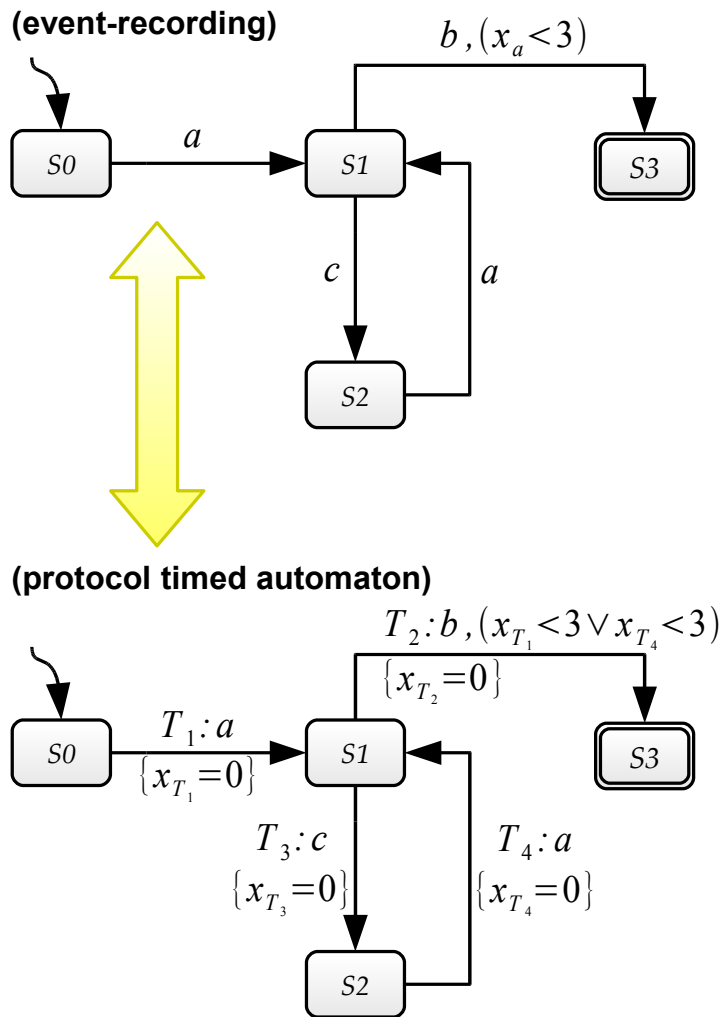 (event-recording)
b ,(x_a<3)
S0
a
S1
S3
c
a
S2
(protocol timed automaton)
T_2:b ,(x_{T_1}<3∨x_{T_4}<3)
{x_{T_2}=0}
S0
T_1:a
{x_{T_1}=0}
S1
S3
T_3:c
{x_{T_3}=0}
T_4:a
{x_{T_4}=0}
S2